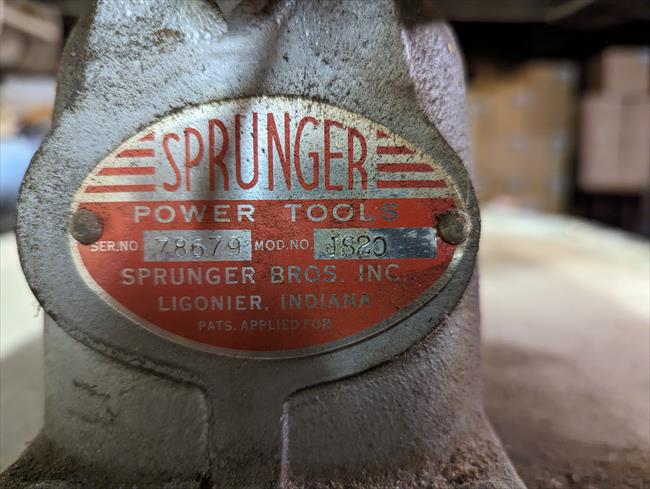 SPRUNGER
POWER TOOLS
SER.NO 78679 MOD.NO. JS20
SPRUNGER BROS. INC.
LIGONIER, INDIANA
PATS. APPLIED FOR